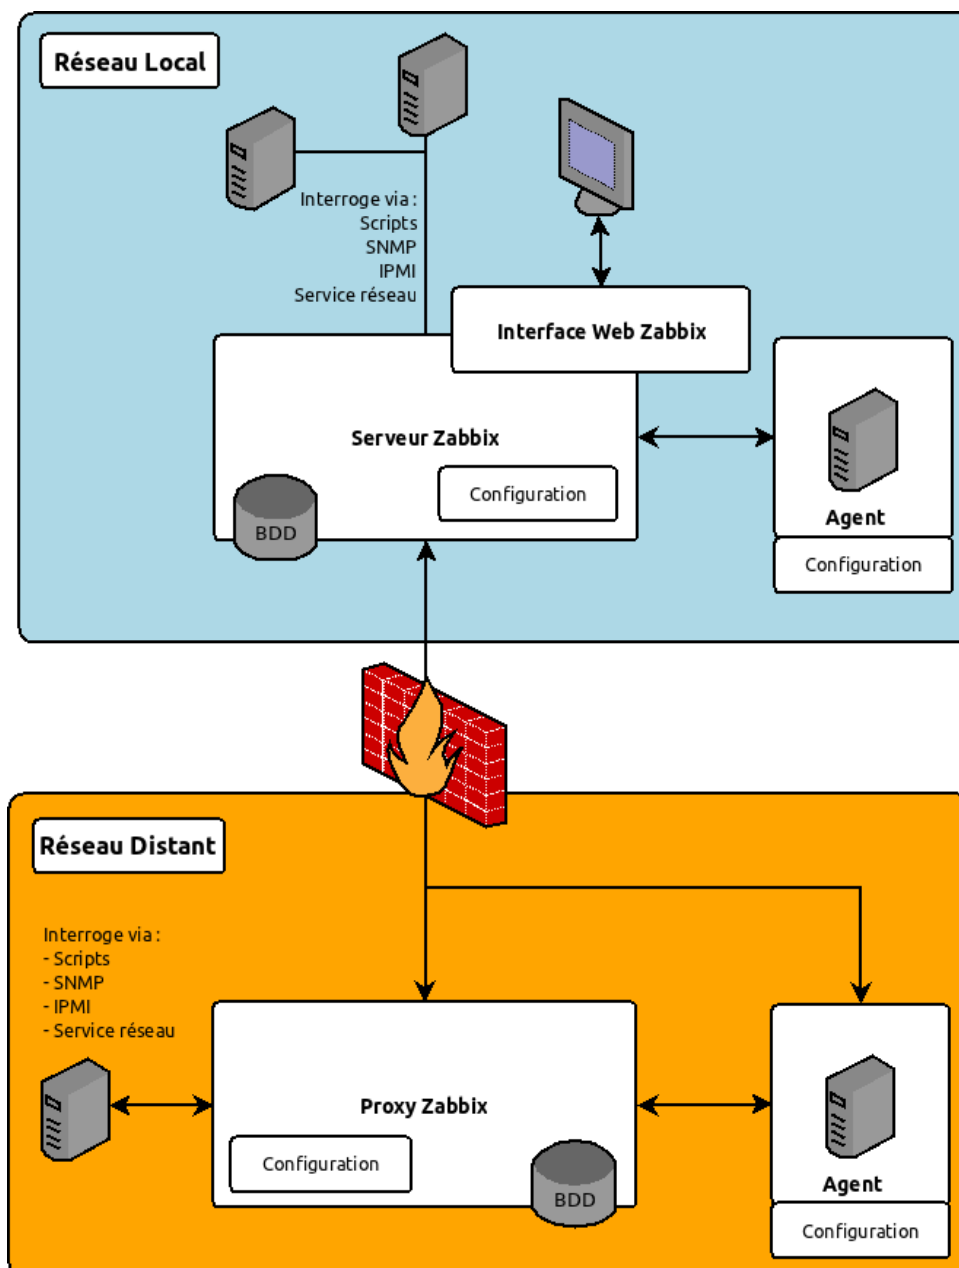 Réseau Local
Interroge via :
Scripts
SNMP
IPMI
Service réseau
Interface Web Zabbix
Serveur Zabbix
Configuration
BDD
Agent
Configuration
Réseau Distant
Interroge via :
- Scripts
- SNMP
- IPMI
- Service réseau
Proxy Zabbix
Configuration
BDD
Agent
Configuration